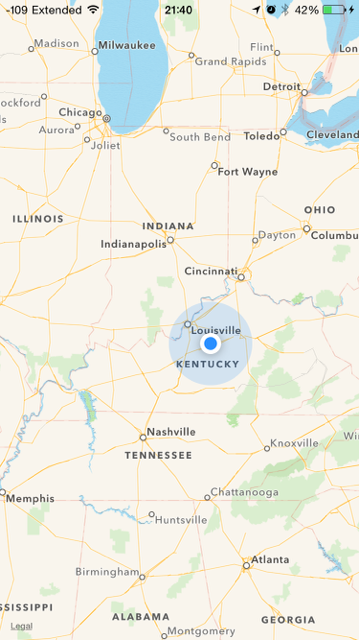 -109 Extended 21:40 42%
Madison
Milwaukee
Flint
Lon
Grand Rapids
Detroit
ockford
ls
Chicago
Aurora
Joliet
South Bend
Toledo
Cleveland
Fort Wayne
ILLINOIS
INDIANA
OHIO
Indianapolis
Dayton
Columbu
Cincinnati
Louisville
KENTUCKY
Nashville
TENNESSEE
Knoxville
Wi
Memphis
Chattanooga
Huntsville
Birmingham
Atlanta
SSISSIPPI
ALABAMA
GEORGIA
Legal
Montgomery